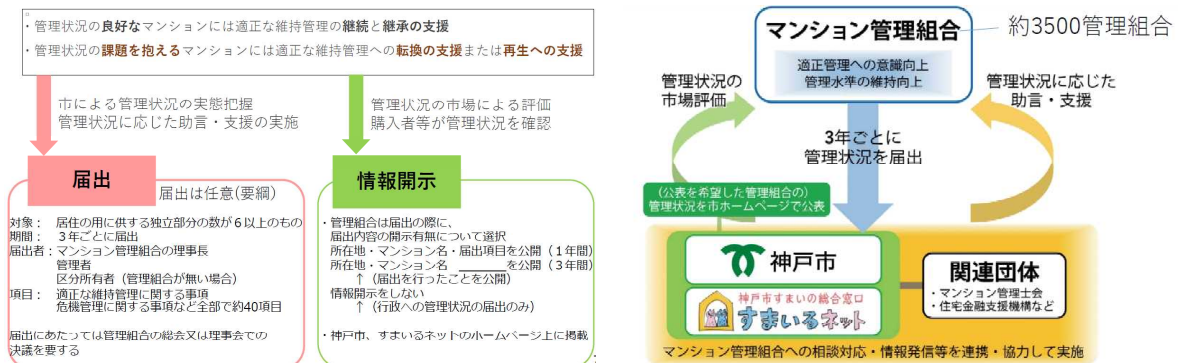 ・管理状況の良好なマンションには適正な維持管理の継続と継承の支援
・管理状況の課題を抱えるマンションには適正な維持管理への転換の支援または再生への支援
市による管理状況の実態把握
管理状況に応じた助言・支援の実施
管理状況の市場による評価
購入者等が管理状況を確認
届出
届出は任意(要綱)
対象： 居住の用に供する独立部分の数が６以上のもの
期間： ３年ごとに届出
届出者：マンション管理組合の理事長
管理者
区分所有者（管理組合が無い場合）
項目： 適正な維持管理に関する事項
危機管理に関する事項など全部で約40項目
届出にあたっては管理組合の総会又は理事会での
決議を要する
情報開示
・管理組合は届出の際に、
届出内容の開示有無について選択
所在地・マンション名・届出項目を公開（１年間）
所在地・マンション名 ______を公開（３年間）
↑（届出を行ったことを公開）
情報開示をしない
↑（行政への管理状況の届出のみ）
・神戸市、すまいるネットのホームページ上に掲載
マンション管理組合
約3500管理組合
適正管理への意識向上
管理水準の維持向上
管理状況の
市場評価
管理状況に応じた
助言・支援
3年ごとに
管理状況を届出
（公表を希望した管理組合の）
管理状況を市ホームページで公表
神戸市
神戸市すまいの総合窓口
すまいるネット
関連団体
・マンション管理士会
・住宅金融支援機構など
マンション管理組合への相談対応・情報発信等を連携・協力して実施